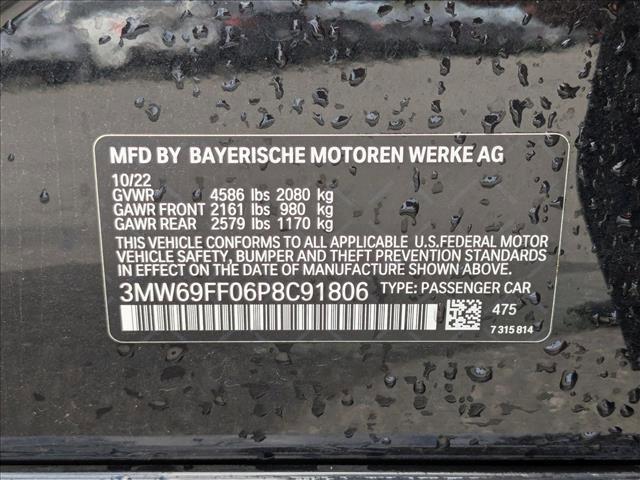 MFD BY BAYERISCHE MOTOREN WERKE AG
10/22
GVWR 4586 lbs 2080 kg
GAWR FRONT 2161 lbs 980 kg
GAWR REAR 2579 lbs 1170 kg
THIS VEHICLE CONFORMS TO ALL APPLICABLE U.S.FEDERAL MOTOR
VEHICLE SAFETY, BUMPER AND THEFT PREVENTION STANDARDS
IN EFFECT ON THE DATE OF MANUFACTURE SHOWN ABOVE.
3MW69FF06P8C91806 TYPE: PASSENGER CAR
475
7 315 814